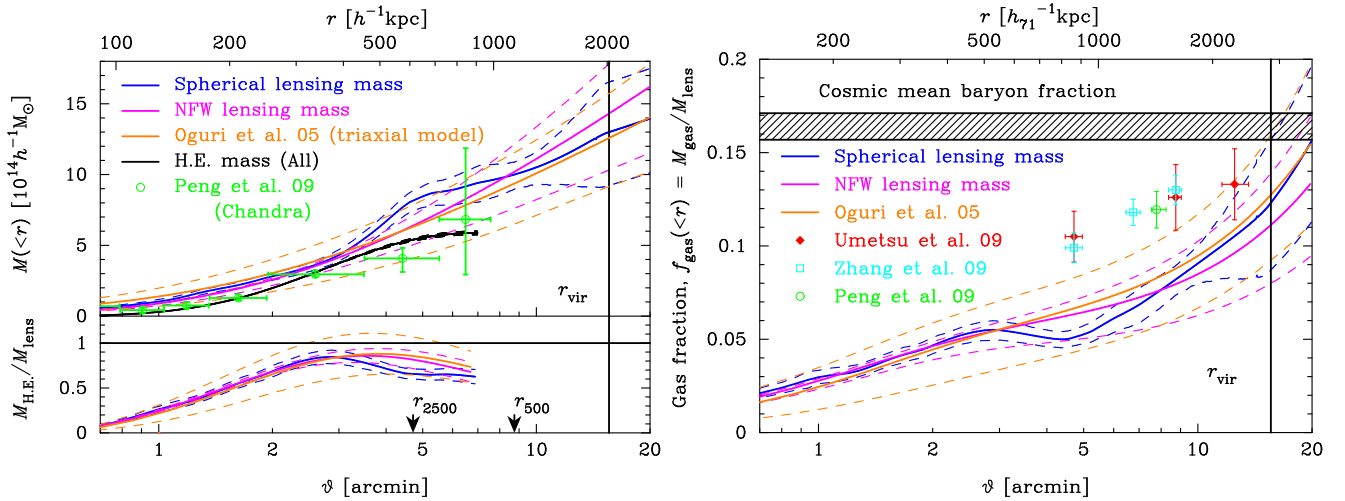 r [h⁻¹kpc]
100 200 500 1000 2000
Spherical lensing mass
NFW lensing mass
Oguri et al. 05 (triaxial model)
H.E. mass (All)
Peng et al. 09
(Chandra)
M(<r) [10¹⁴h⁻¹M⊙]
15
10
5
0
r_vir
M_H.E./M_lens
1
0.5
0
r_2500 r_500
1 2 5 10 20
ϑ [arcmin]
r [h₇₁⁻¹kpc]
200 500 1000 2000
Cosmic mean baryon fraction
Spherical lensing mass
NFW lensing mass
Oguri et al. 05
Umetsu et al. 09
Zhang et al. 09
Peng et al. 09
Gas fraction, f_gas(<r) = M_gas/M_lens
0.2
0.15
0.1
0.05
0
r_vir
1 2 5 10 20
ϑ [arcmin]